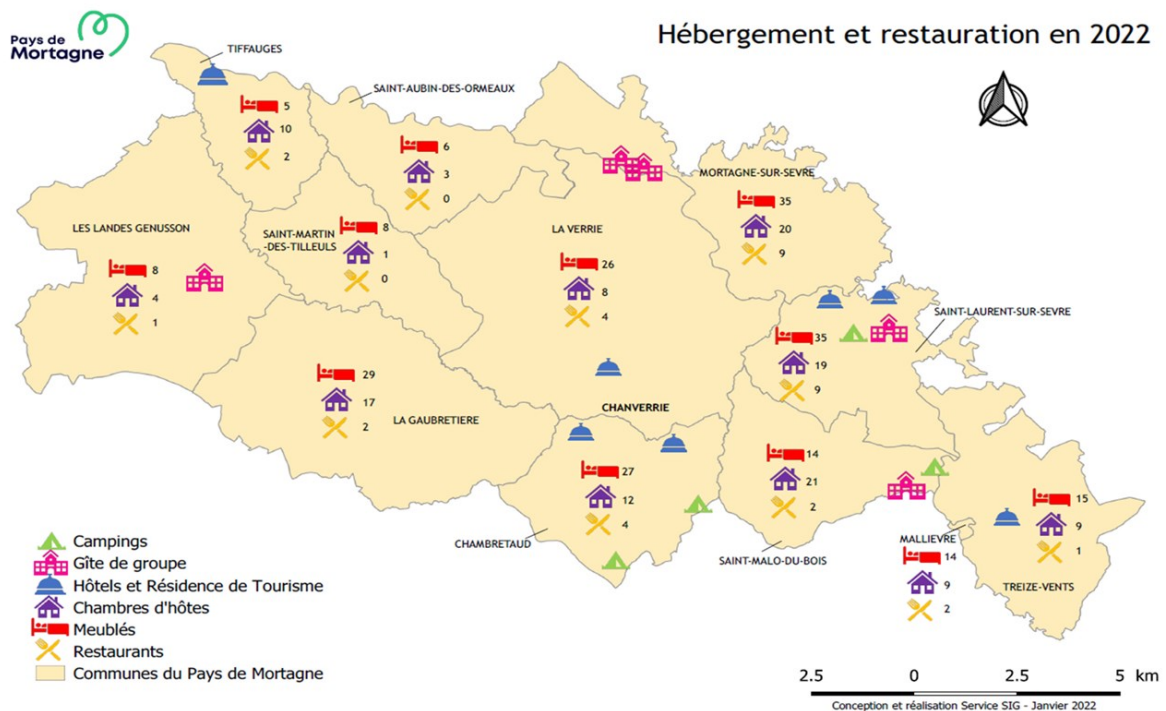 Pays de
Mortagne
Hébergement et restauration en 2022
TIFFAUGES
5
10
2
SAINT-AUBIN-DES-ORMEAUX
6
3
0
LES LANDES GENUSSON
8
4
1
SAINT-MARTIN
-DES-TILLEULS
8
1
0
LA VERRIE
26
8
4
MORTAGNE-SUR-SEVRE
35
20
9
SAINT-LAURENT-SUR-SEVRE
35
19
9
LA GAUBRETIERE
29
17
2
CHANVERRIE
CHAMBRETAUD
27
12
4
SAINT-MALO-DU-BOIS
14
21
2
MALLIEVRE
14
9
2
TREIZE-VENTS
15
9
1
Campings
Gîte de groupe
Hôtels et Résidence de Tourisme
Chambres d'hôtes
Meublés
Restaurants
Communes du Pays de Mortagne
2.5 0 2.5 5 km
Conception et réalisation Service SIG - Janvier 2022